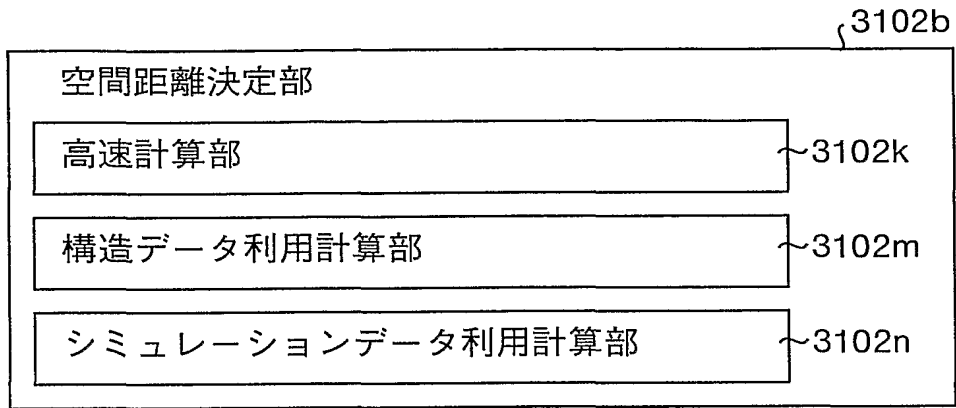 3102b
空間距離決定部
高速計算部 3102k
構造データ利用計算部 3102m
シミュレーションデータ利用計算部 3102n